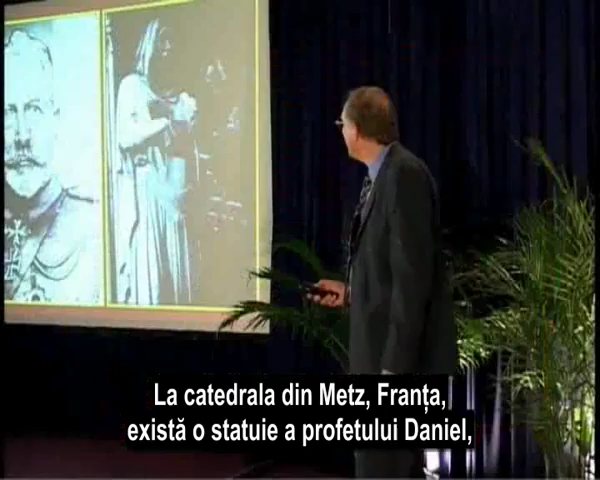 La catedrala din Metz, Franța,
există o statuie a profetului Daniel,